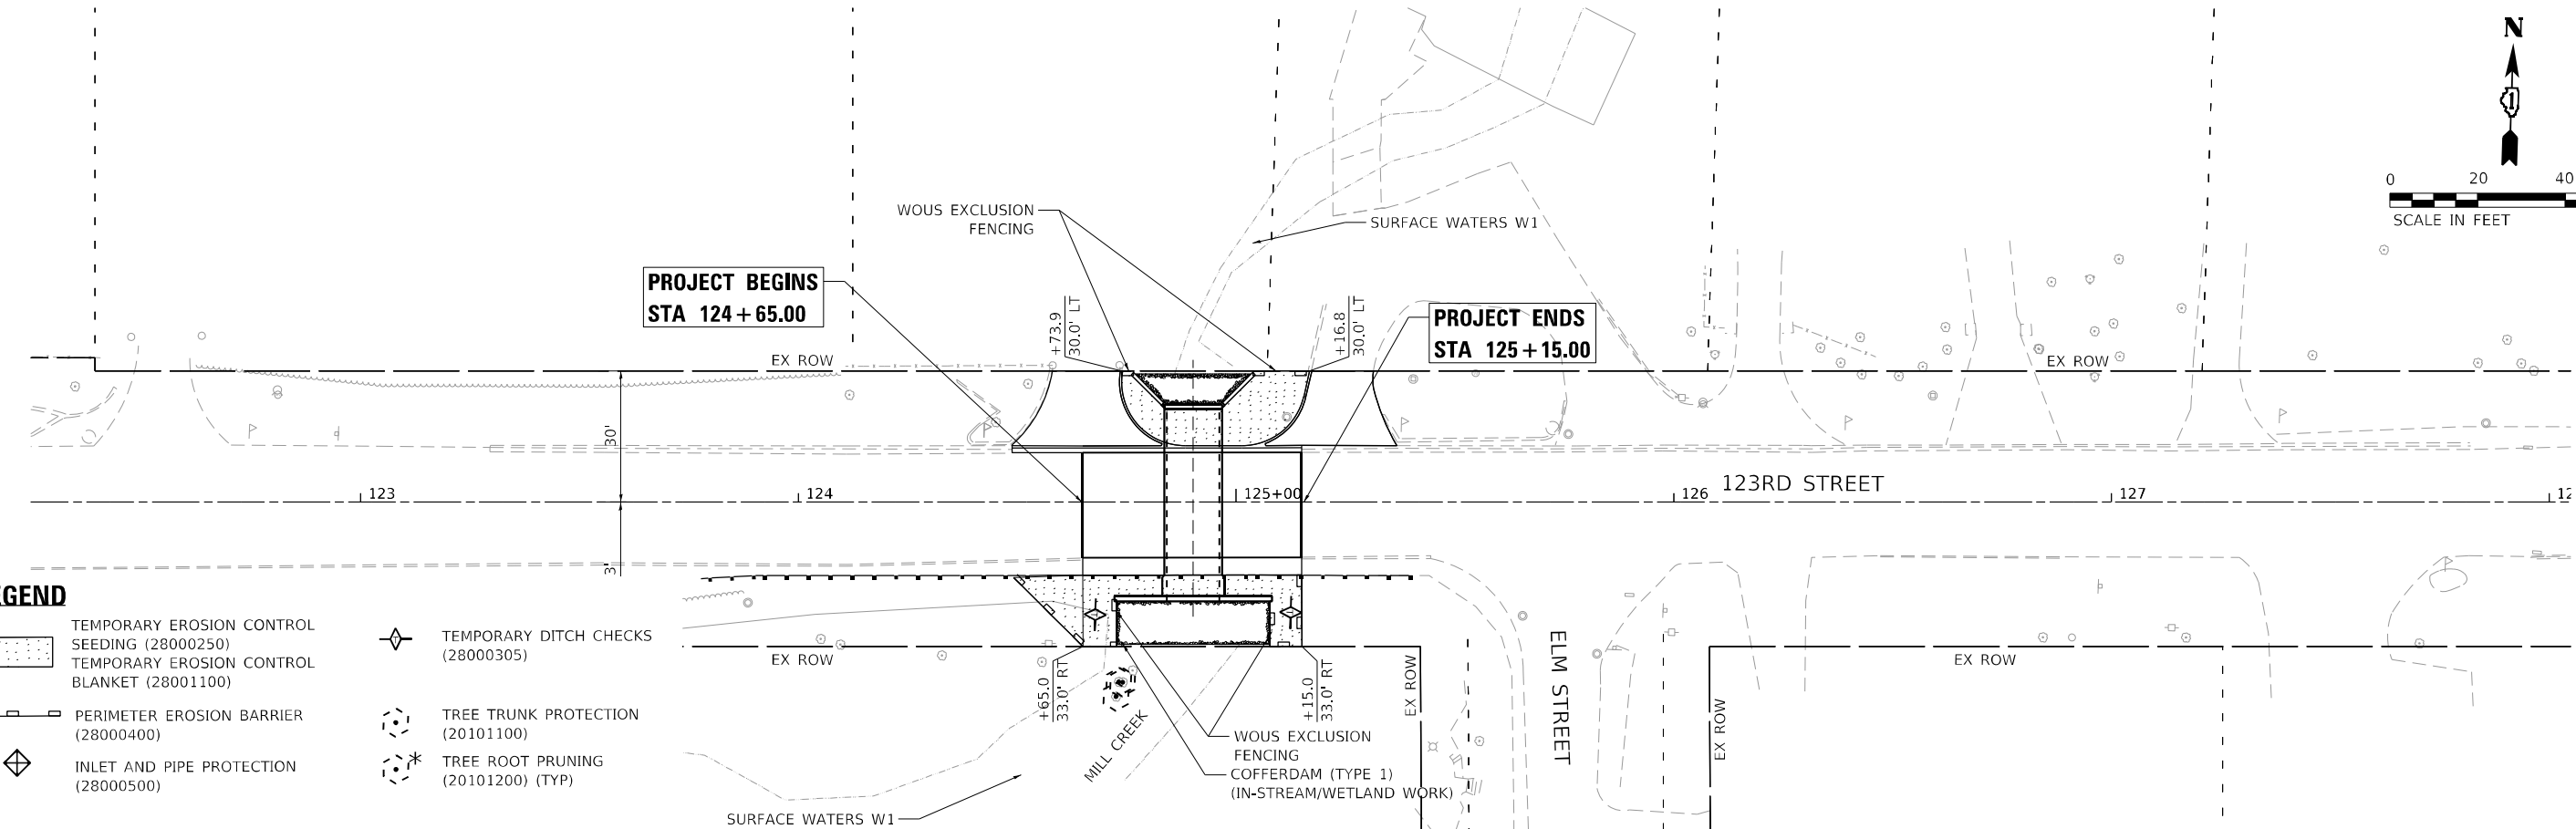 N
0 20 40
SCALE IN FEET
WOUS EXCLUSION
FENCING
SURFACE WATERS W1
PROJECT BEGINS
STA 124+65.00
+73.9
30.0' LT
+16.8
30.0' LT
PROJECT ENDS
STA 125+15.00
EX ROW
EX ROW
30'
123
124
125+00
126
123RD STREET
127
3'
TEMPORARY EROSION CONTROL
SEEDING (28000250)
TEMPORARY EROSION CONTROL
BLANKET (28001100)
PERIMETER EROSION BARRIER
(28000400)
INLET AND PIPE PROTECTION
(28000500)
TEMPORARY DITCH CHECKS
(28000305)
TREE TRUNK PROTECTION
(20101100)
TREE ROOT PRUNING
(20101200) (TYP)
EX ROW
+65.0
33.0' RT
MILL CREEK
+15.0
33.0' RT
EX ROW
WOUS EXCLUSION
FENCING
COFFERDAM (TYPE 1)
(IN-STREAM/WETLAND WORK)
SURFACE WATERS W1
ELM STREET
EX ROW
EX ROW